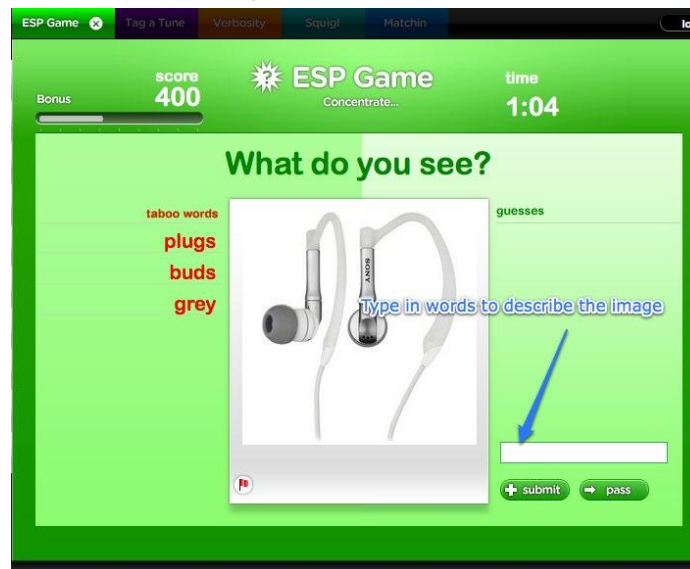 ESP Game
Tag a Tune
Verbosity
Squigl
Matchin
lo
Bonus
score
400
ESP Game
Concentrate...
time
1:04
What do you see?
taboo words
plugs
buds
grey
guesses
SONY
Type in words to describe the image
submit
pass